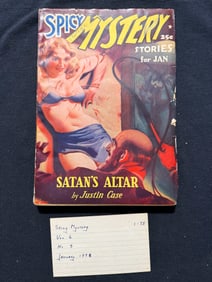 SPICY MYSTERY
25¢
STORIES
for JAN
SATAN'S ALTAR
by Justin Case
Spicy Mystery
Vol. 6
No. 3
January 1938